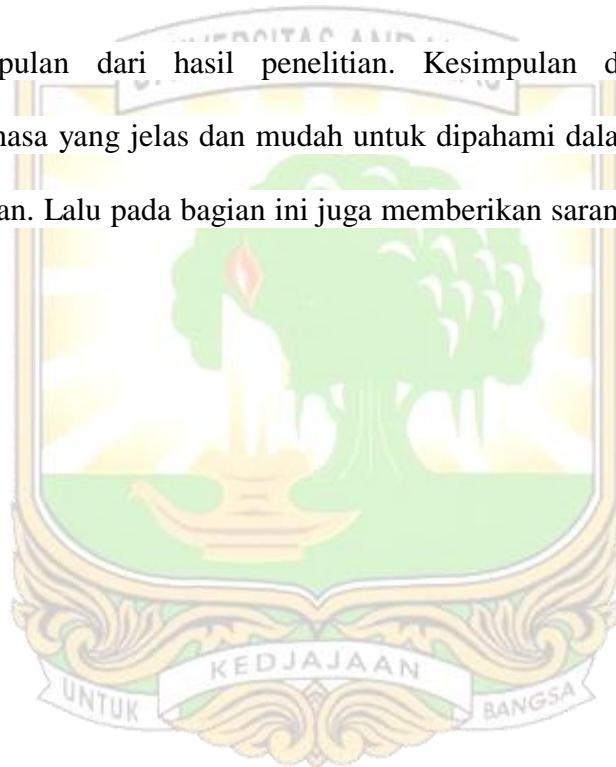 pulan dari hasil penelitian. Kesimpulan d
asa yang jelas dan mudah untuk dipahami dala
an. Lalu pada bagian ini juga memberikan saran
UNTUK KEDJAJAAN BANGSA